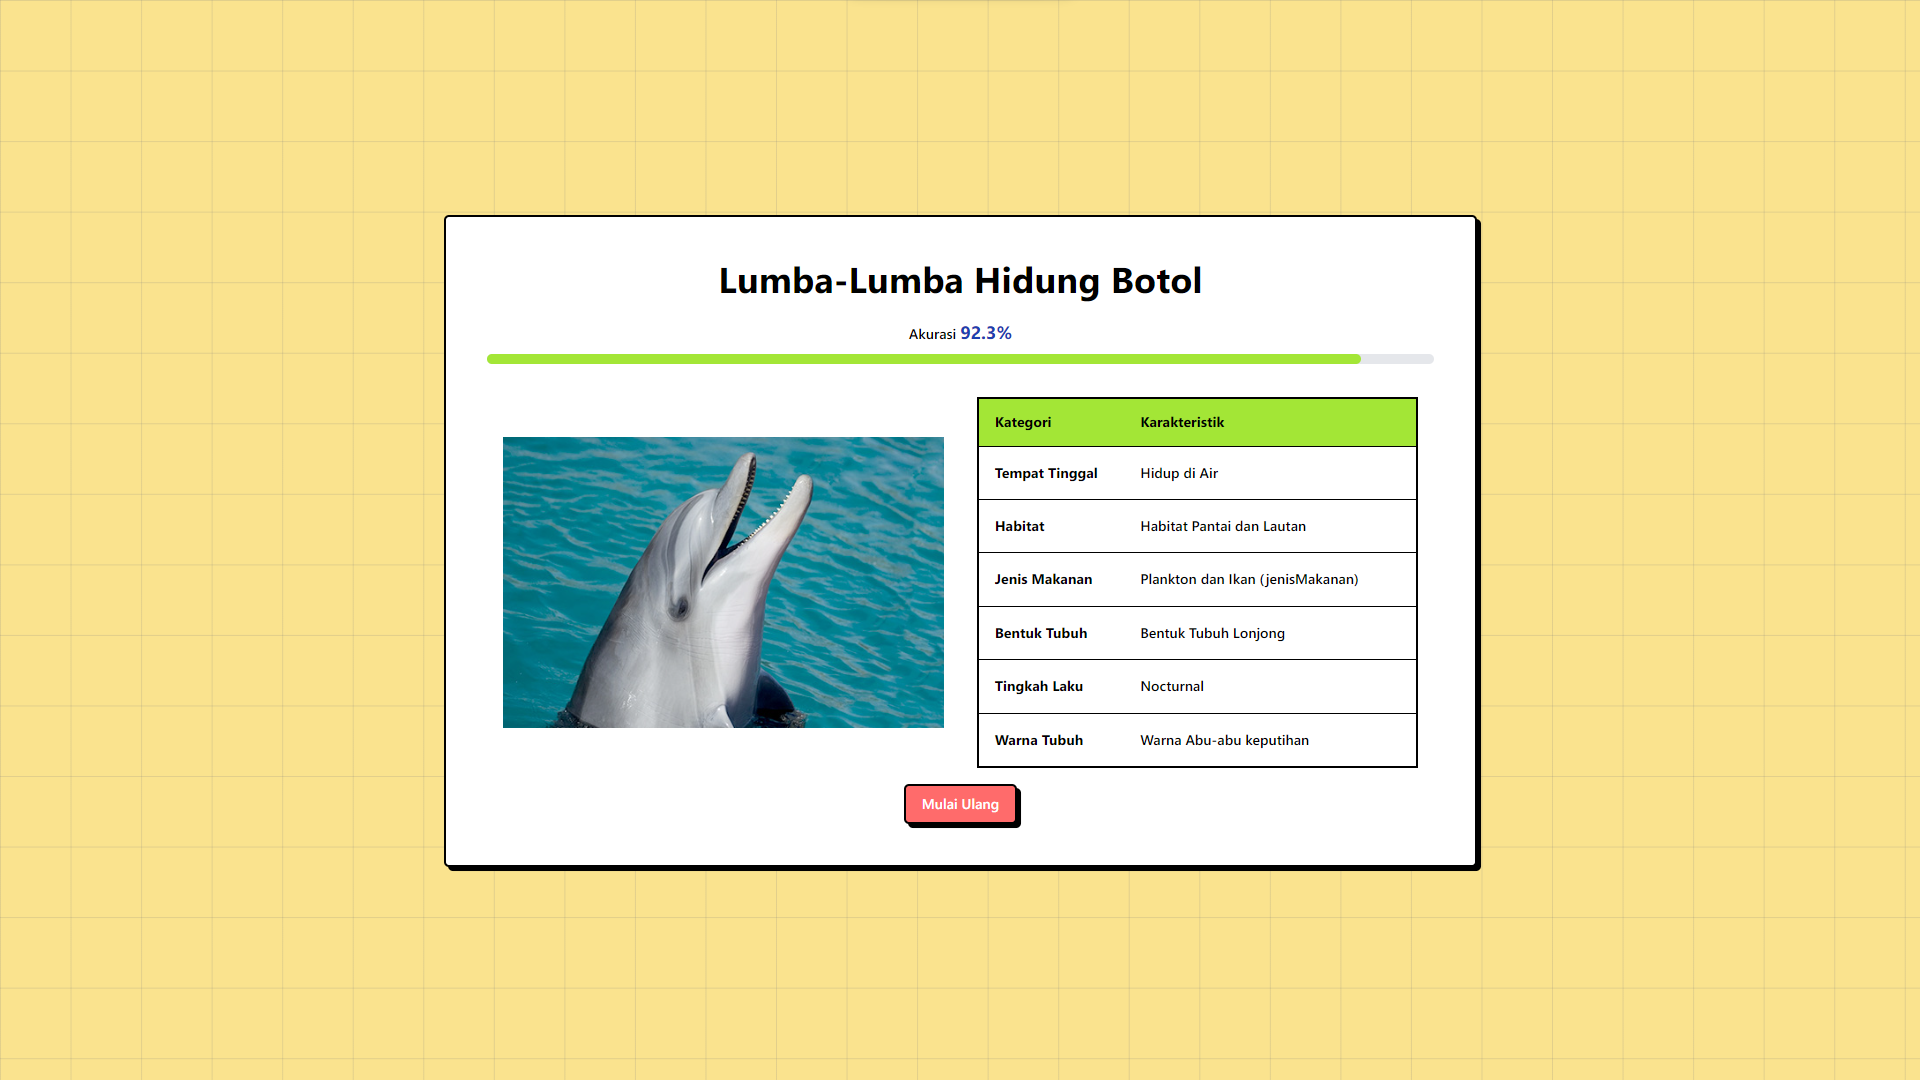 Lumba-Lumba Hidung Botol
Akurasi 92.3%
Kategori Karakteristik
Tempat Tinggal Hidup di Air
Habitat Habitat Pantai dan Lautan
Jenis Makanan Plankton dan Ikan (jenisMakanan)
Bentuk Tubuh Bentuk Tubuh Lonjong
Tingkah Laku Nocturnal
Warna Tubuh Warna Abu-abu keputihan
Mulai Ulang